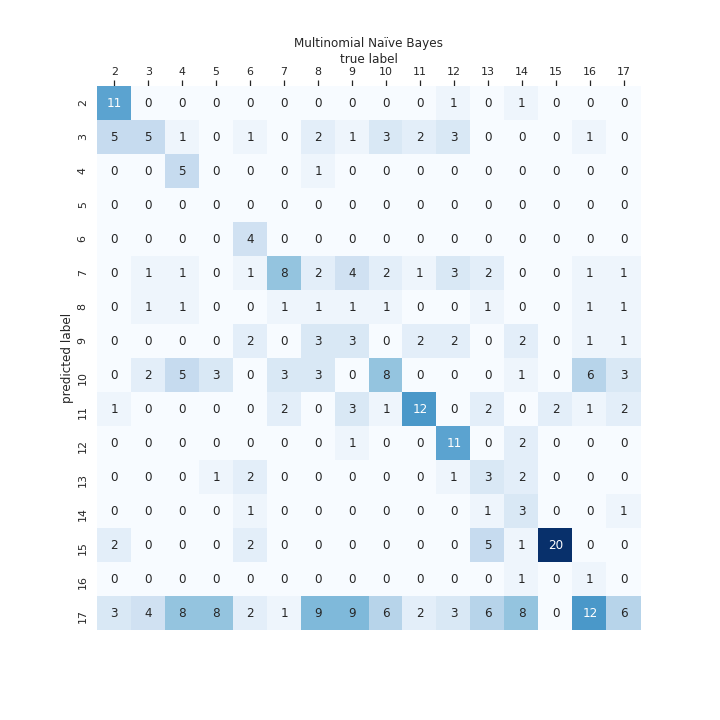 Multinomial Naïve Bayes
true label
2 3 4 5 6 7 8 9 10 11 12 13 14 15 16 17
predicted label
2 11 0 0 0 0 0 0 0 0 0 1 0 1 0 0 0
3 5 5 1 0 1 0 2 1 3 2 3 0 0 0 1 0
4 0 0 5 0 0 0 1 0 0 0 0 0 0 0 0 0
5 0 0 0 0 0 0 0 0 0 0 0 0 0 0 0 0
6 0 0 0 0 4 0 0 0 0 0 0 0 0 0 0 0
7 0 1 1 0 1 8 2 4 2 1 3 2 0 0 1 1
8 0 1 1 0 0 1 1 1 1 0 0 1 0 0 1 1
9 0 0 0 0 2 0 3 3 0 2 2 0 2 0 1 1
10 0 2 5 3 0 3 3 0 8 0 0 0 1 0 6 3
11 1 0 0 0 0 2 0 3 1 12 0 2 0 2 1 2
12 0 0 0 0 0 0 0 1 0 0 11 0 2 0 0 0
13 0 0 0 1 2 0 0 0 0 0 1 3 2 0 0 0
14 0 0 0 0 1 0 0 0 0 0 0 1 3 0 0 1
15 2 0 0 0 2 0 0 0 0 0 0 5 1 20 0 0
16 0 0 0 0 0 0 0 0 0 0 0 0 1 0 1 0
17 3 4 8 8 2 1 9 9 6 2 3 6 8 0 12 6